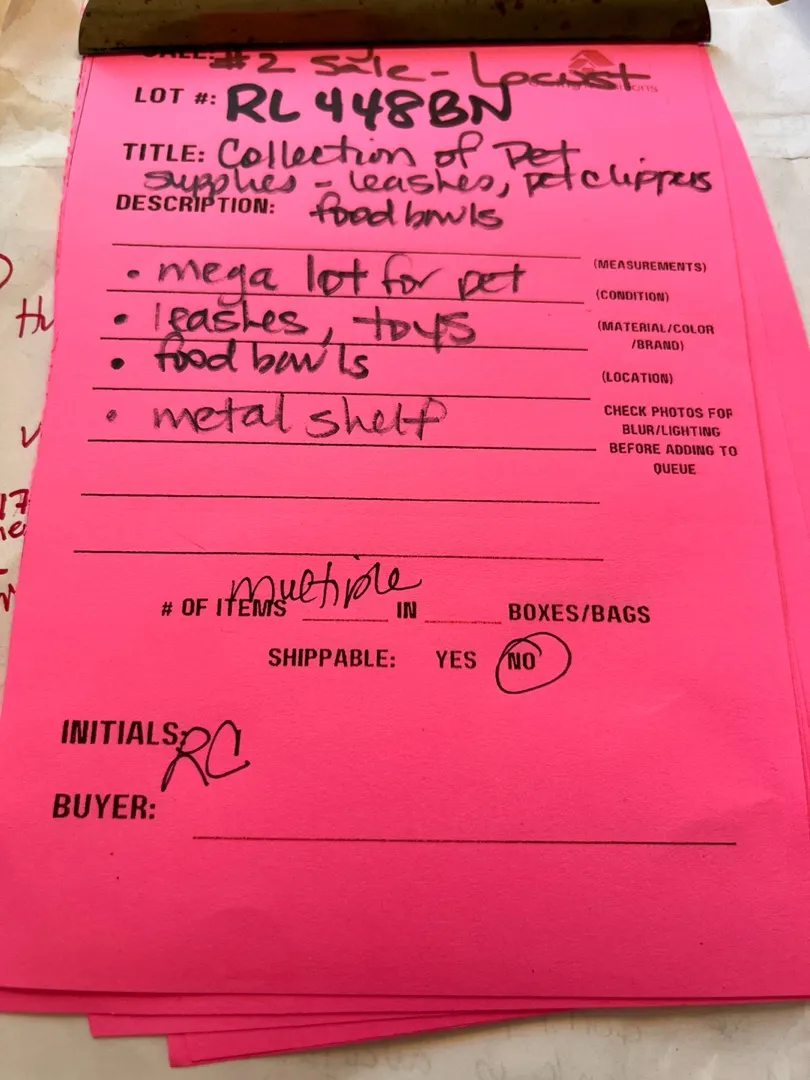 SALE: #2 Sale - Locust
LOT #: RL 448BN
TITLE: Collection of Pet
supplies - leashes, pet clippers
DESCRIPTION: food bowls
(MEASUREMENTS)
• mega lot for pet
(CONDITION)
• leashes, toys
(MATERIAL/COLOR
/BRAND)
• food bowls
(LOCATION)
• metal shelf
CHECK PHOTOS FOR
BLUR/LIGHTING
BEFORE ADDING TO
QUEUE
# OF ITEMS multiple IN BOXES/BAGS
SHIPPABLE: YES NO
INITIALS: RC
BUYER:
17